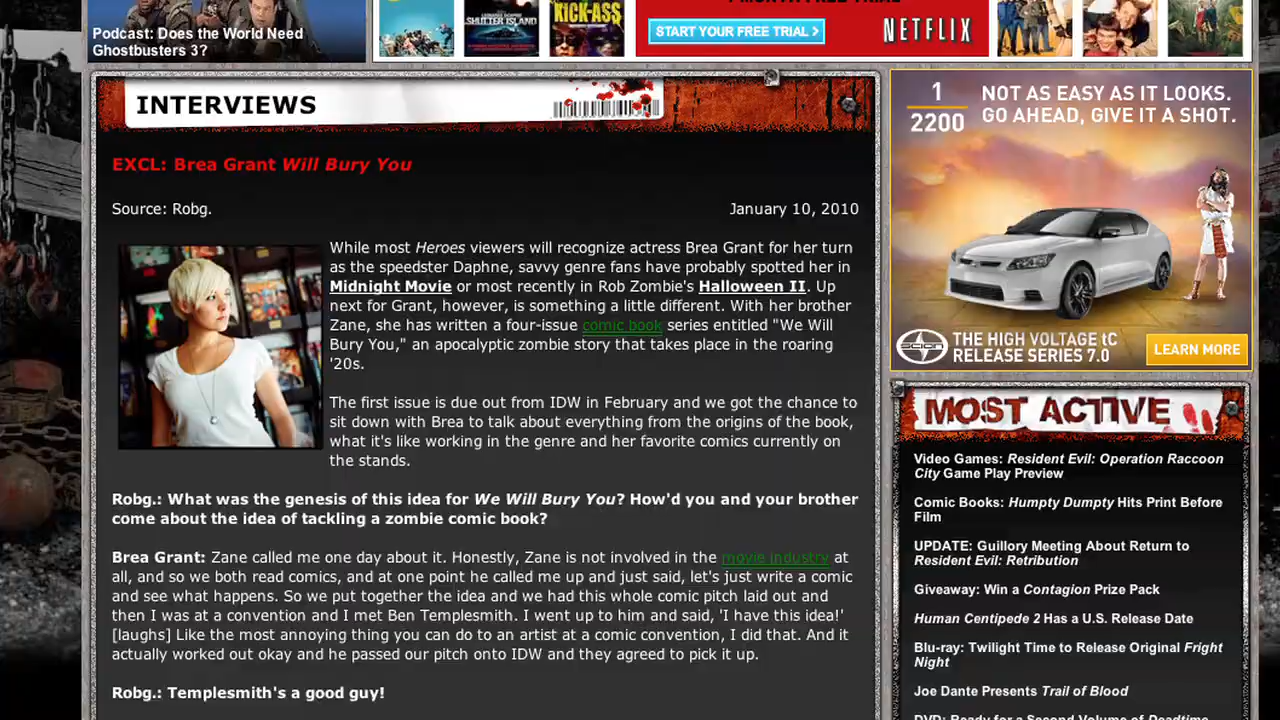 Podcast: Does the World Need
Ghostbusters 3?
SHUTTER ISLAND
KICK-ASS
START YOUR FREE TRIAL >
NETFLIX
INTERVIEWS
EXCL: Brea Grant Will Bury You
Source: Robg.
January 10, 2010
While most Heroes viewers will recognize actress Brea Grant for her turn
as the speedster Daphne, savvy genre fans have probably spotted her in
Midnight Movie or most recently in Rob Zombie's Halloween II. Up
next for Grant, however, is something a little different. With her brother
Zane, she has written a four-issue comic book series entitled "We Will
Bury You," an apocalyptic zombie story that takes place in the roaring
'20s.
The first issue is due out from IDW in February and we got the chance to
sit down with Brea to talk about everything from the origins of the book,
what it's like working in the genre and her favorite comics currently on
the stands.
Robg.: What was the genesis of this idea for We Will Bury You? How'd you and your brother
come about the idea of tackling a zombie comic book?
Brea Grant: Zane called me one day about it. Honestly, Zane is not involved in the movie industry at
all, and so we both read comics, and at one point he called me up and just said, let's just write a comic
and see what happens. So we put together the idea and we had this whole comic pitch laid out and
then I was at a convention and I met Ben Templesmith. I went up to him and said, 'I have this idea!'
[laughs] Like the most annoying thing you can do to an artist at a comic convention, I did that. And it
actually worked out okay and he passed our pitch onto IDW and they agreed to pick it up.
Robg.: Templesmith's a good guy!
1
2200
NOT AS EASY AS IT LOOKS.
GO AHEAD, GIVE IT A SHOT.
SCION
THE HIGH VOLTAGE tC
RELEASE SERIES 7.0
LEARN MORE
MOST ACTIVE
Video Games: Resident Evil: Operation Raccoon
City Game Play Preview
Comic Books: Humpty Dumpty Hits Print Before
Film
UPDATE: Guillory Meeting About Return to
Resident Evil: Retribution
Giveaway: Win a Contagion Prize Pack
Human Centipede 2 Has a U.S. Release Date
Blu-ray: Twilight Time to Release Original Fright
Night
Joe Dante Presents Trail of Blood
DVD: Ready for a Second Volume of Deadtime